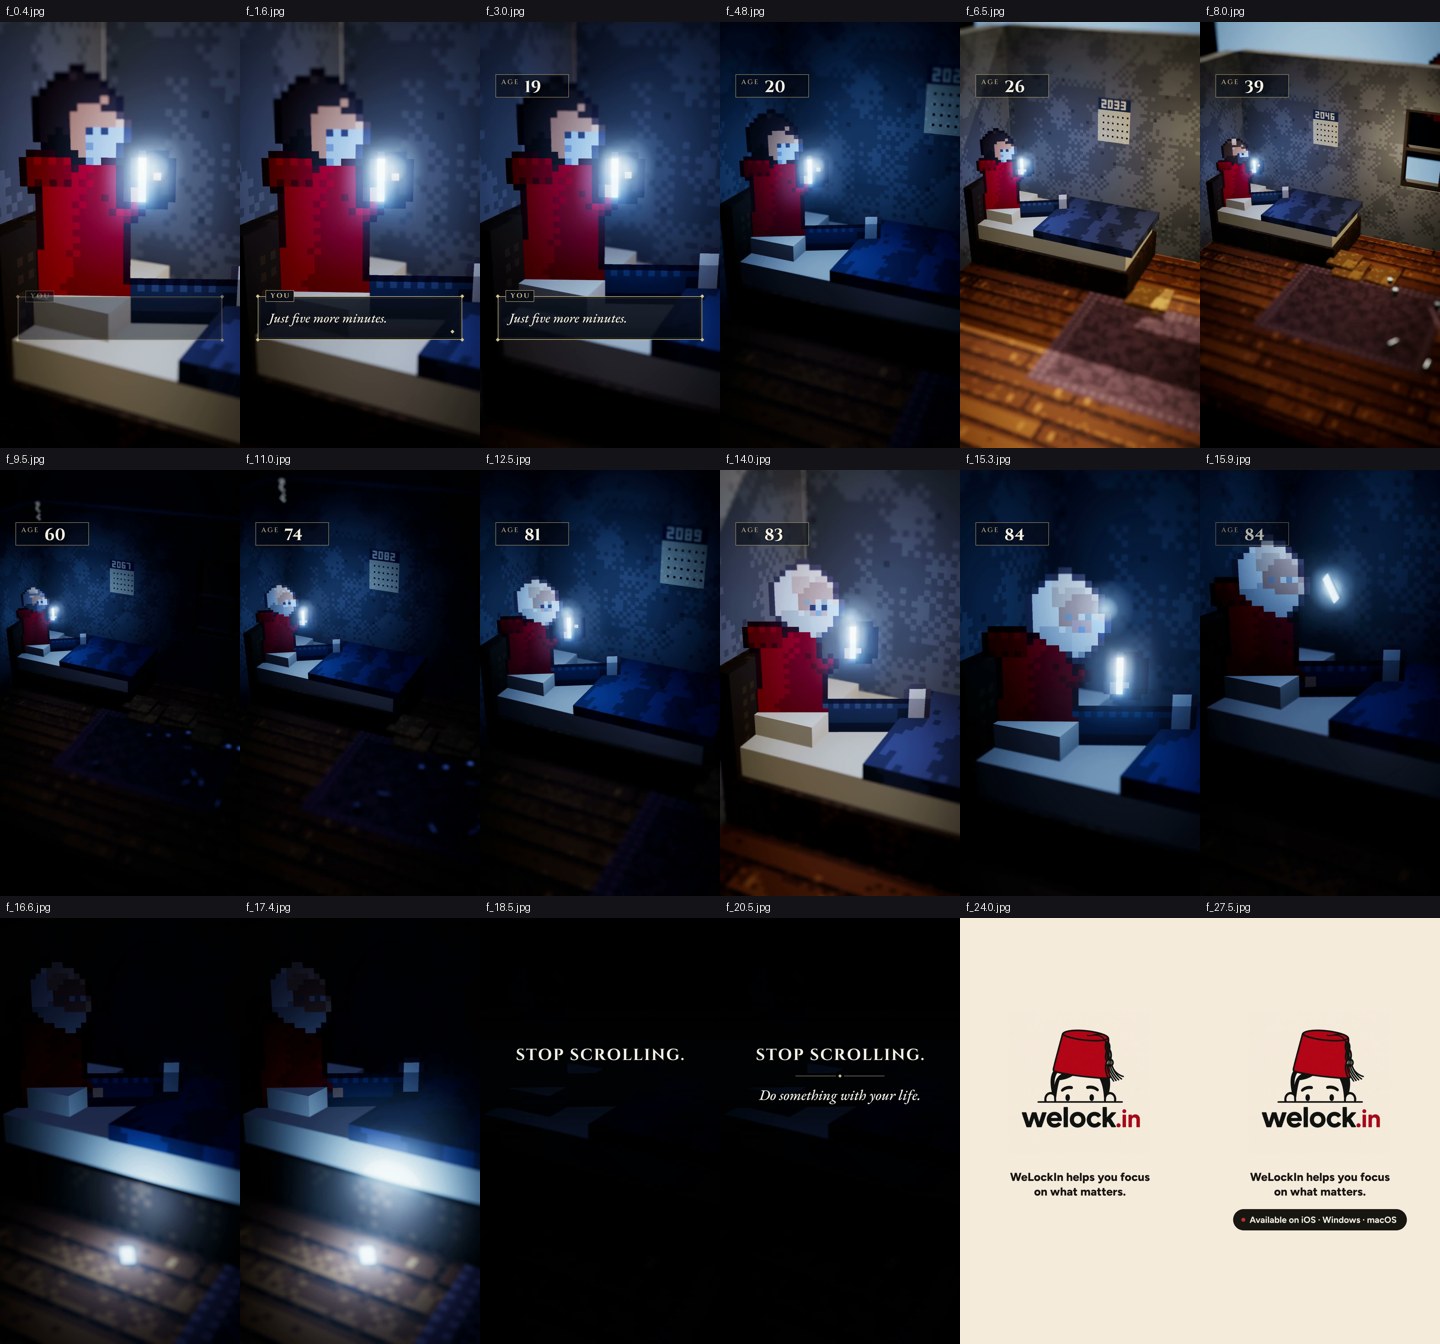 f_0.4.jpg
f_1.6.jpg
f_3.0.jpg
f_4.8.jpg
f_6.5.jpg
f_8.0.jpg
YOU
YOU
Just five more minutes.
AGE 19
YOU
Just five more minutes.
AGE 20
202
AGE 26
2033
AGE 39
2046
f_9.5.jpg
f_11.0.jpg
f_12.5.jpg
f_14.0.jpg
f_15.3.jpg
f_15.9.jpg
AGE 60
2067
AGE 74
2082
AGE 81
2089
AGE 83
AGE 84
AGE 84
f_16.6.jpg
f_17.4.jpg
f_18.5.jpg
f_20.5.jpg
f_24.0.jpg
f_27.5.jpg
STOP SCROLLING.
STOP SCROLLING.
Do something with your life.
welock.in
WeLockIn helps you focus
on what matters.
welock.in
WeLockIn helps you focus
on what matters.
Available on iOS · Windows · macOS